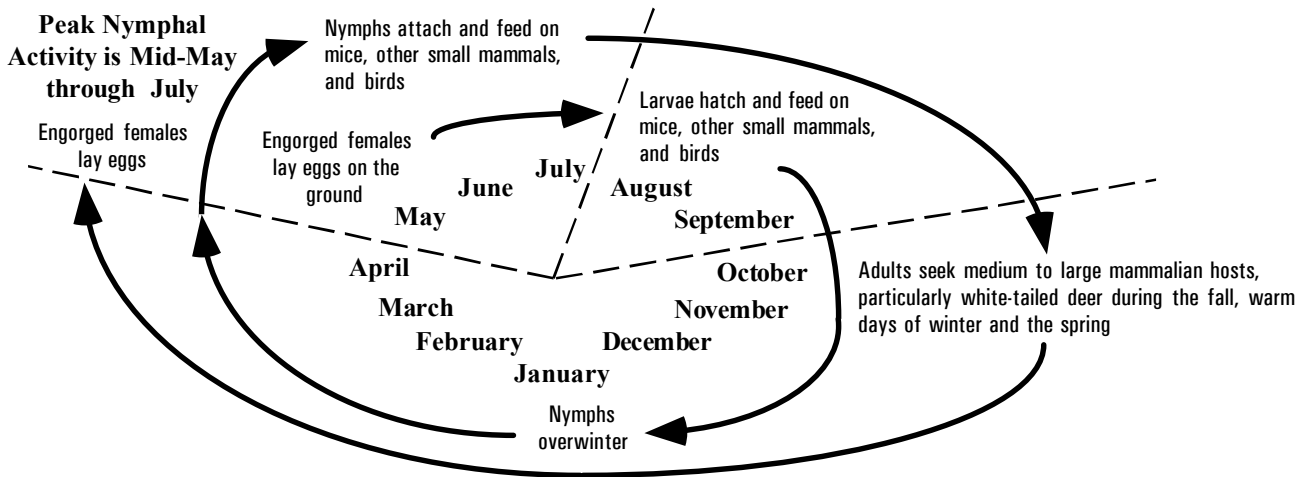 Peak Nymphal
Activity is Mid-May
through July
Engorged females
lay eggs
Nymphs attach and feed on
mice, other small mammals,
and birds
Engorged females
lay eggs on the
ground
Larvae hatch and feed on
mice, other small mammals,
and birds
July
August
June
September
May
April
October
March
November
February
December
January
Adults seek medium to large mammalian hosts,
particularly white-tailed deer during the fall, warm
days of winter and the spring
Nymphs
overwinter